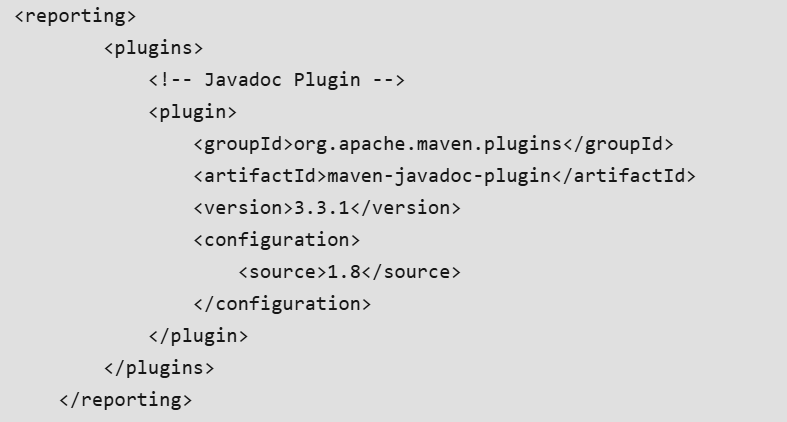 <reporting>
<plugins>
<!-- Javadoc Plugin -->
<plugin>
<groupId>org.apache.maven.plugins</groupId>
<artifactId>maven-javadoc-plugin</artifactId>
<version>3.3.1</version>
<configuration>
<source>1.8</source>
</configuration>
</plugin>
</plugins>
</reporting>